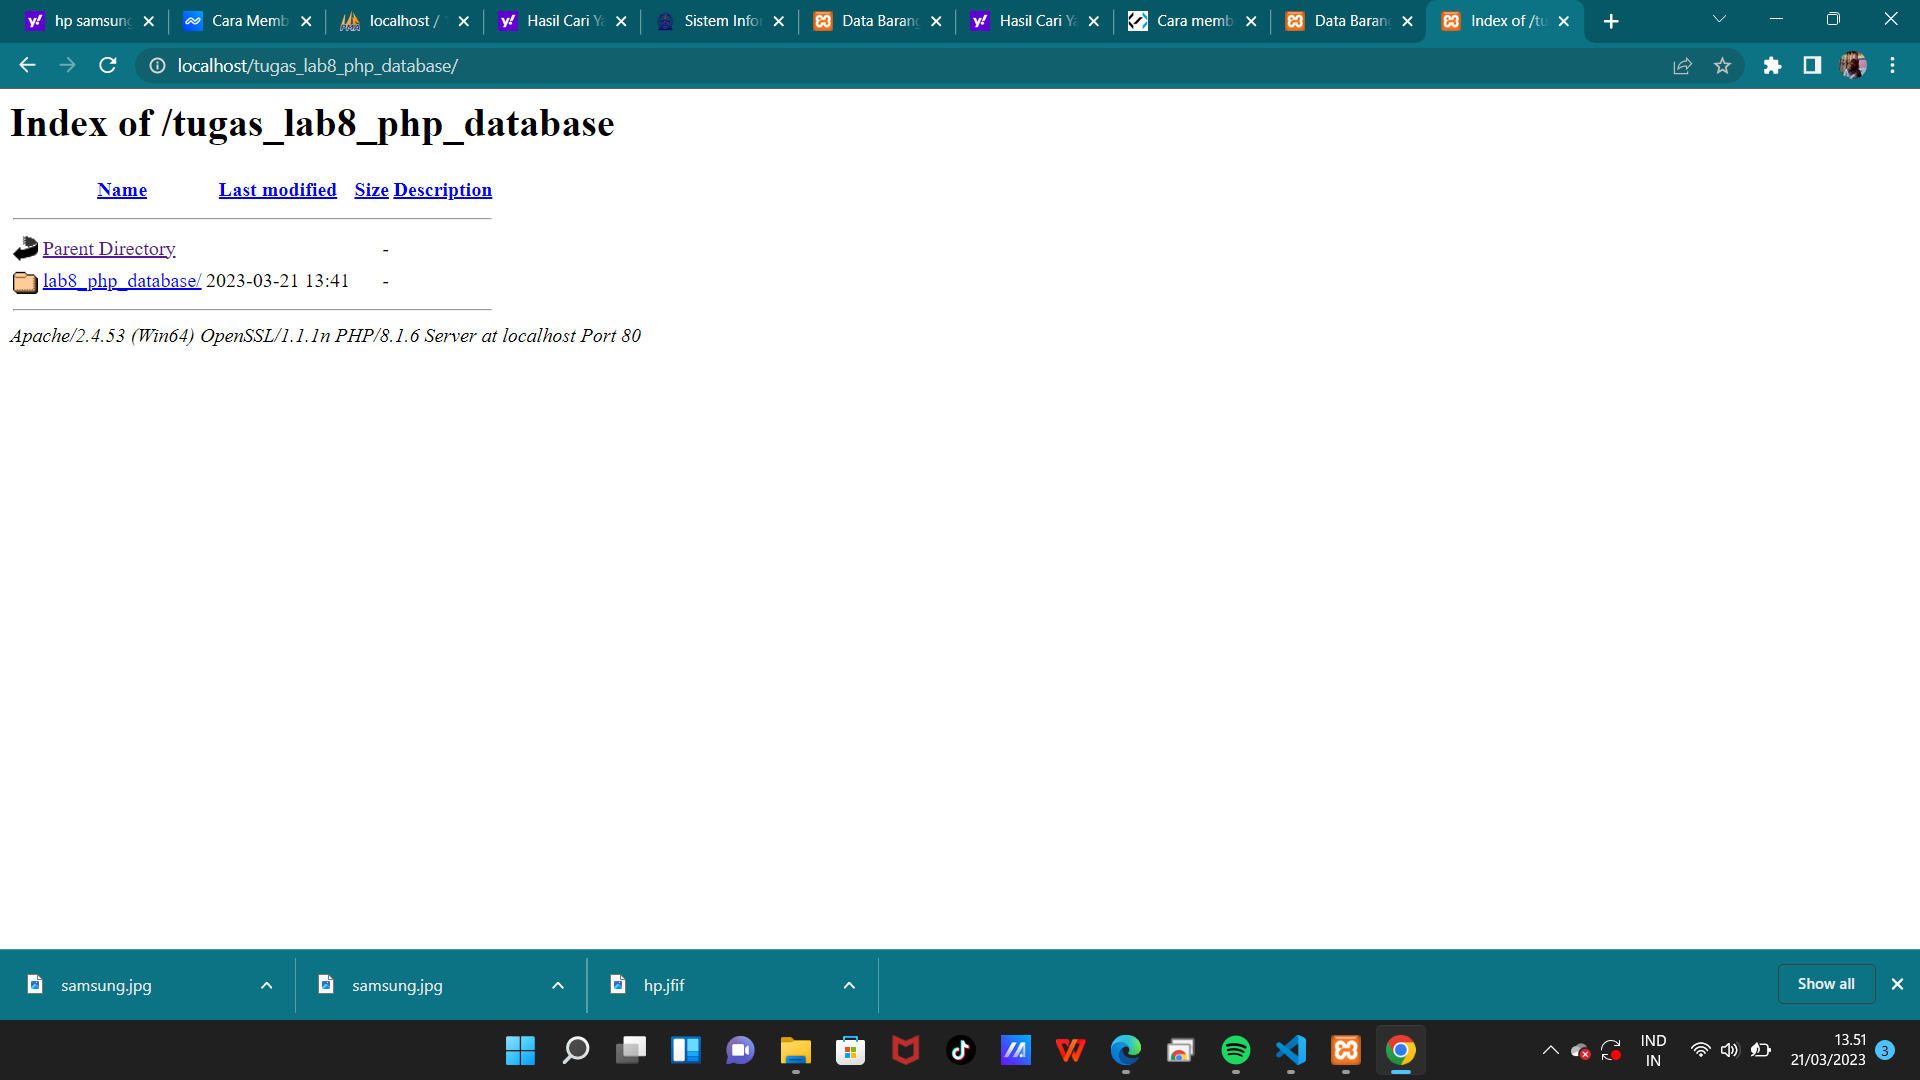 hp samsung
Cara Memb
localhost /
Hasil Cari Ya
Sistem Infor
Data Barang
Hasil Cari Ya
Cara memb
Data Barang
Index of /tu
localhost/tugas_lab8_php_database/
Index of /tugas_lab8_php_database
Name Last modified Size Description
Parent Directory -
lab8_php_database/ 2023-03-21 13:41 -
Apache/2.4.53 (Win64) OpenSSL/1.1.1n PHP/8.1.6 Server at localhost Port 80
samsung.jpg
samsung.jpg
hp.jfif
Show all
IND
IN
13.51
21/03/2023
3